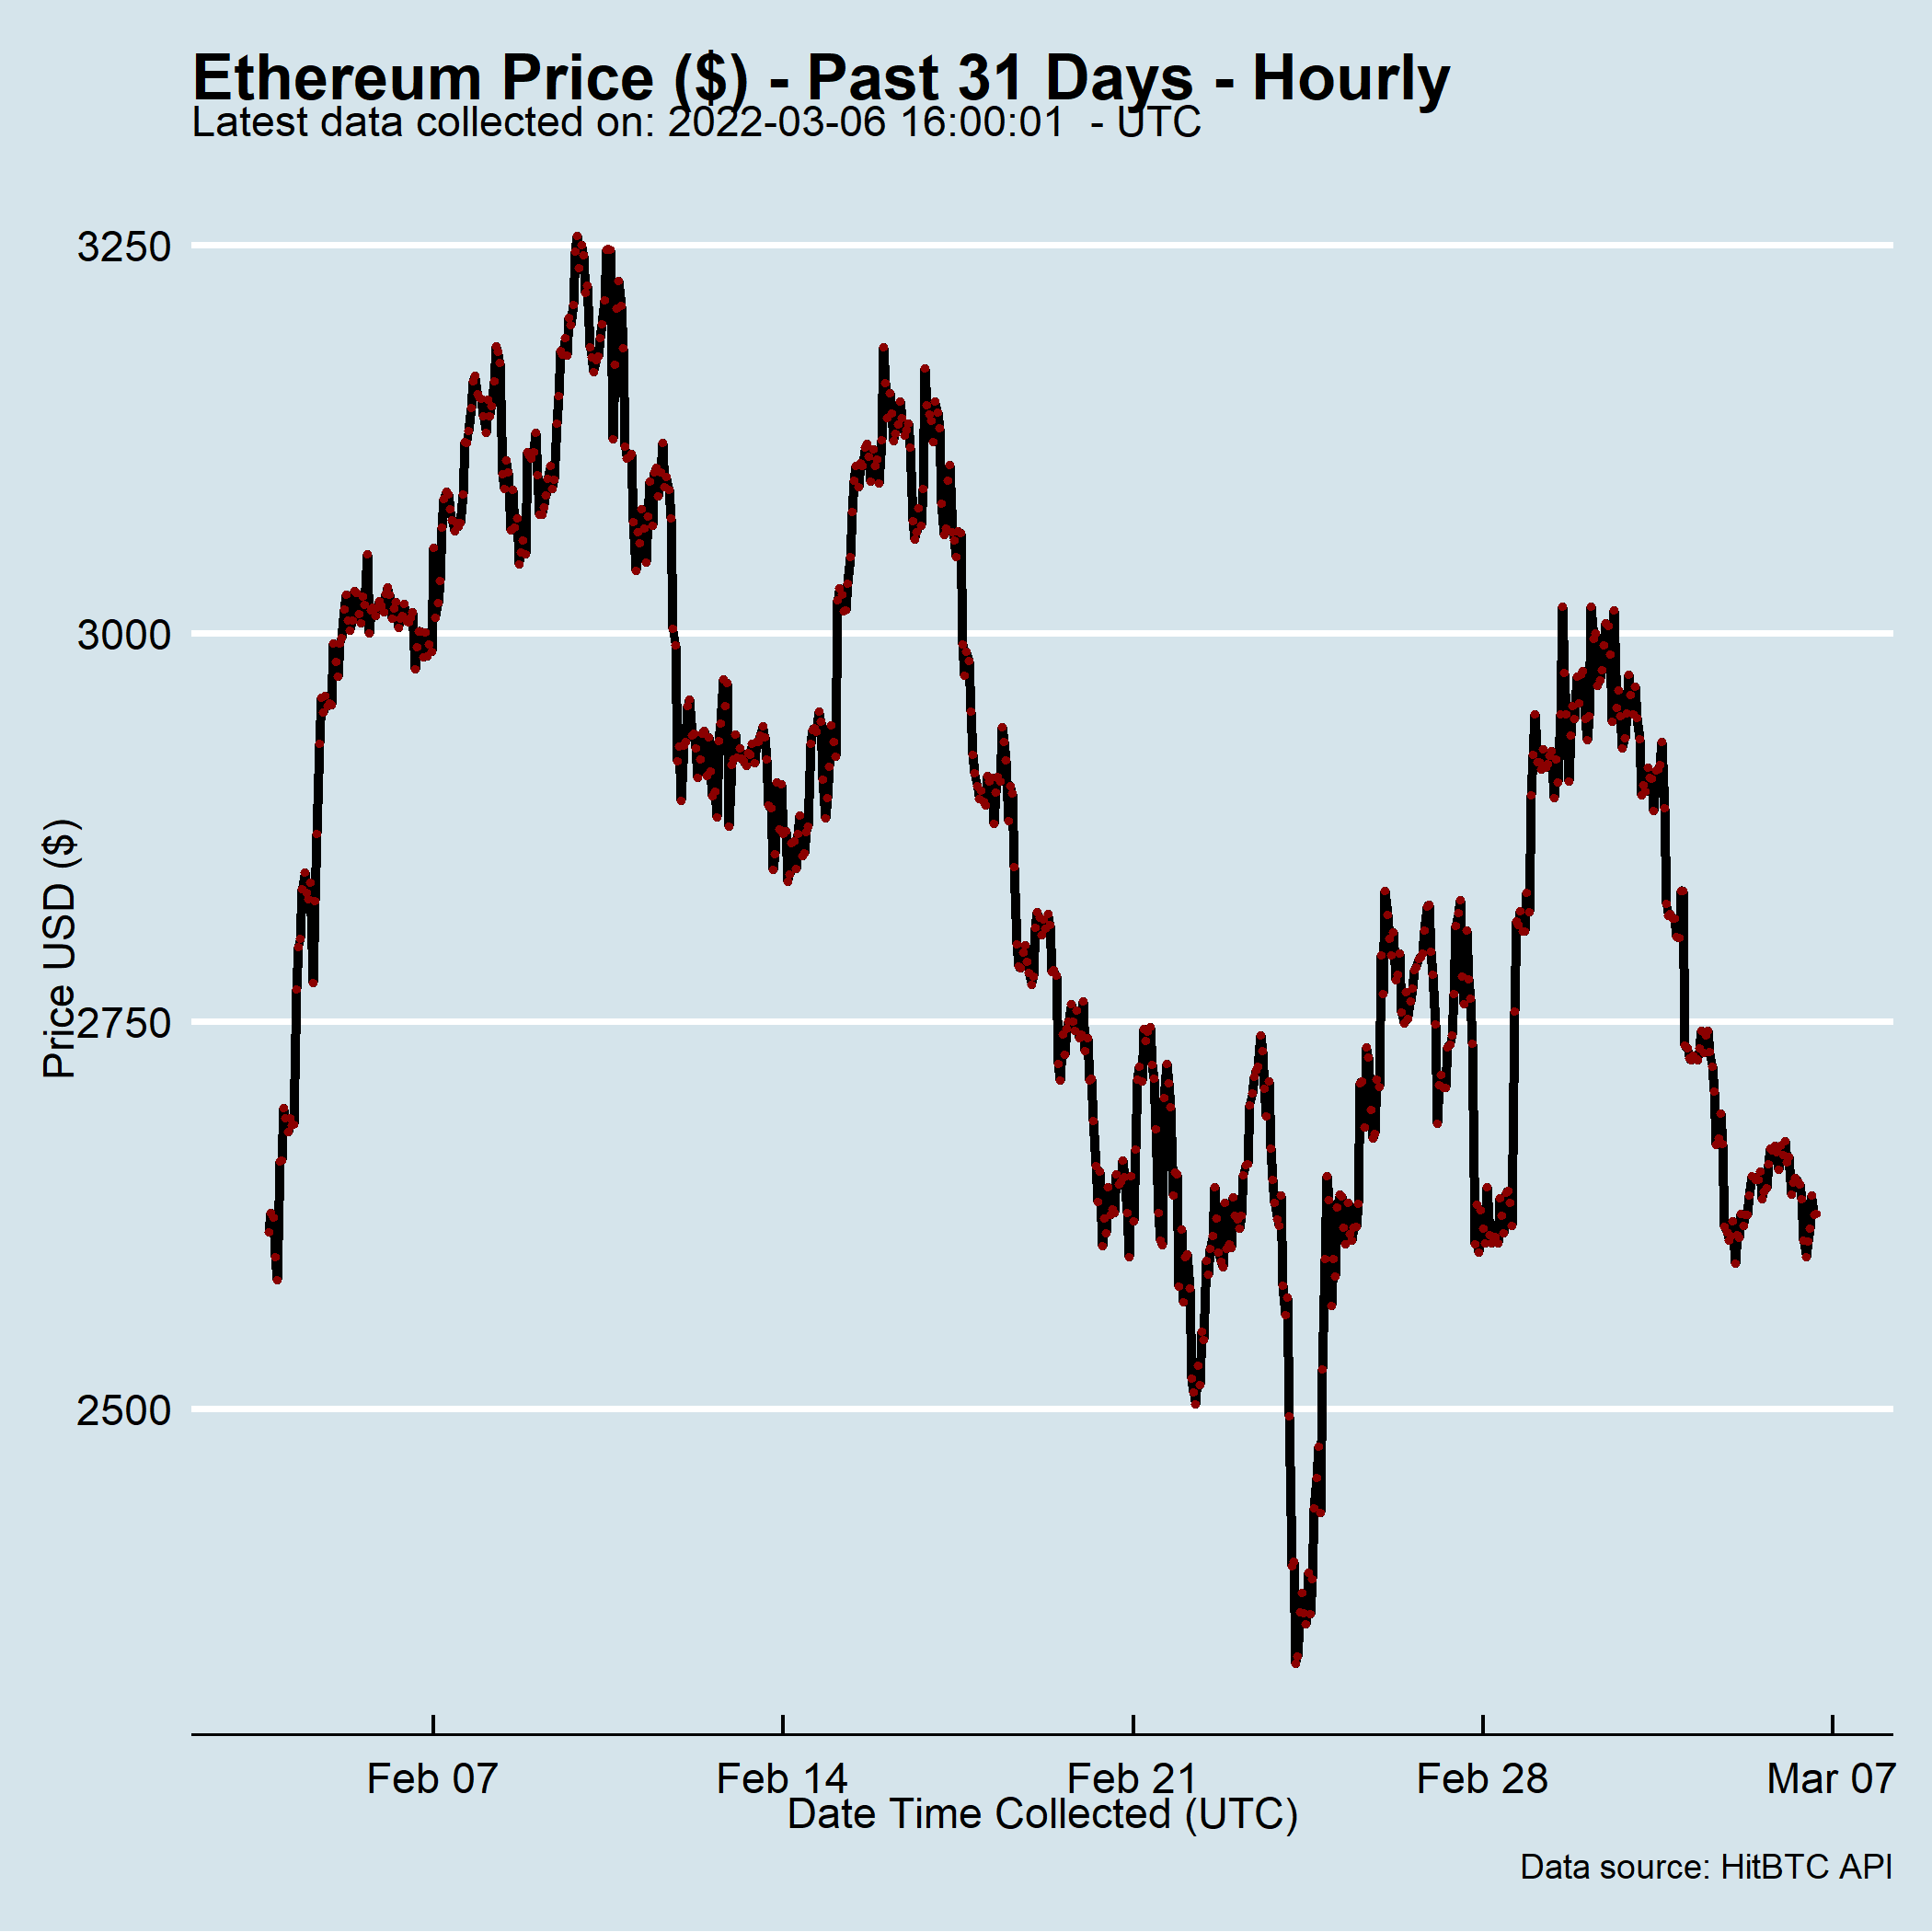 Ethereum Price ($) - Past 31 Days - Hourly
Latest data collected on: 2022-03-06 16:00:01  - UTC
3250
3000
2750
2500
Price USD ($)
Feb 07
Feb 14
Feb 21
Feb 28
Mar 07
Date Time Collected (UTC)
Data source: HitBTC API